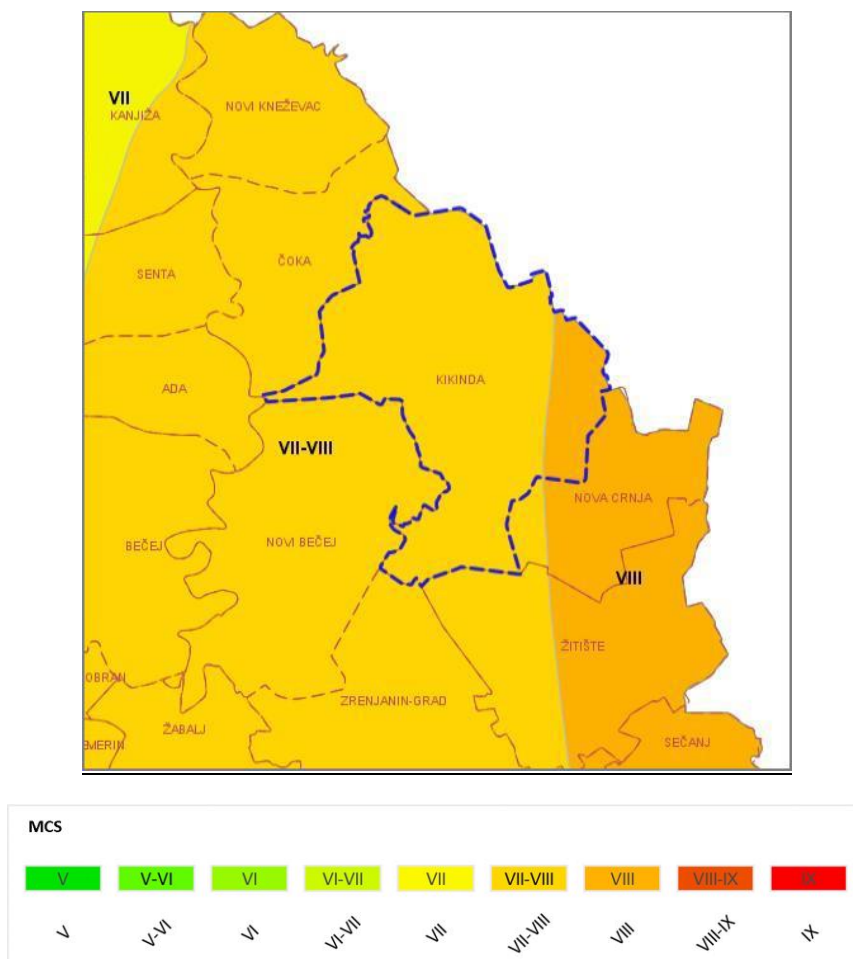 VII
KANJIŽA
NOVI KNEŽEVAC
SENTA
ČOKA
ADA
KIKINDA
VII-VIII
NOVA CRNJA
BEČEJ
NOVI BEČEJ
VIII
ŽITIŠTE
OBRAN
ZRENJANIN-GRAD
ŽABALJ
EMERIN
SEČANJ
MCS
V V-VI VI VI-VII VII VII-VIII VIII VIII-IX IX
V V-VI VI VI-VII VII VII-VIII VIII VIII-IX IX